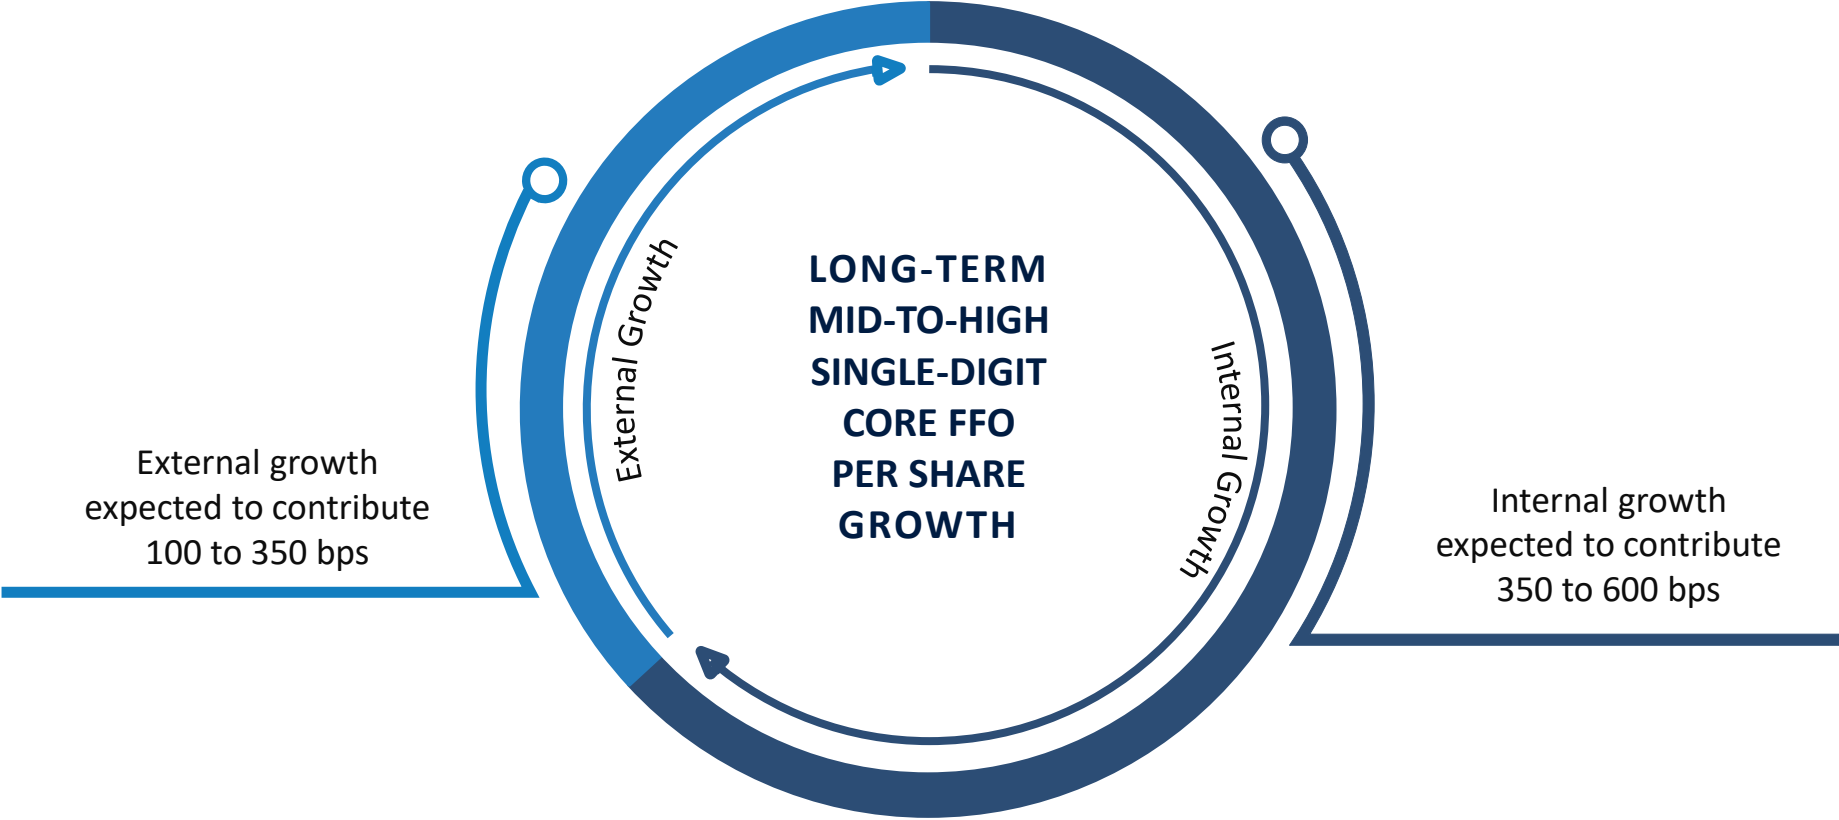 External Growth
LONG-TERM
MID-TO-HIGH
SINGLE-DIGIT
CORE FFO
PER SHARE
GROWTH
Internal Growth
External growth
expected to contribute
100 to 350 bps
Internal growth
expected to contribute
350 to 600 bps